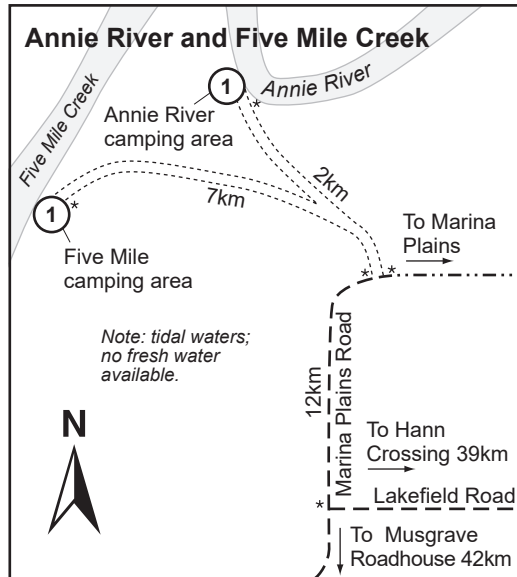 Annie River and Five Mile Creek
Five Mile Creek
Annie River
1
Annie River
camping area
2km
7km
1
Five Mile
camping area
To Marina
Plains
Note: tidal waters;
no fresh water
available.
12km
Marina Plains Road
N
To Hann
Crossing 39km
Lakefield Road
To Musgrave
Roadhouse 42km